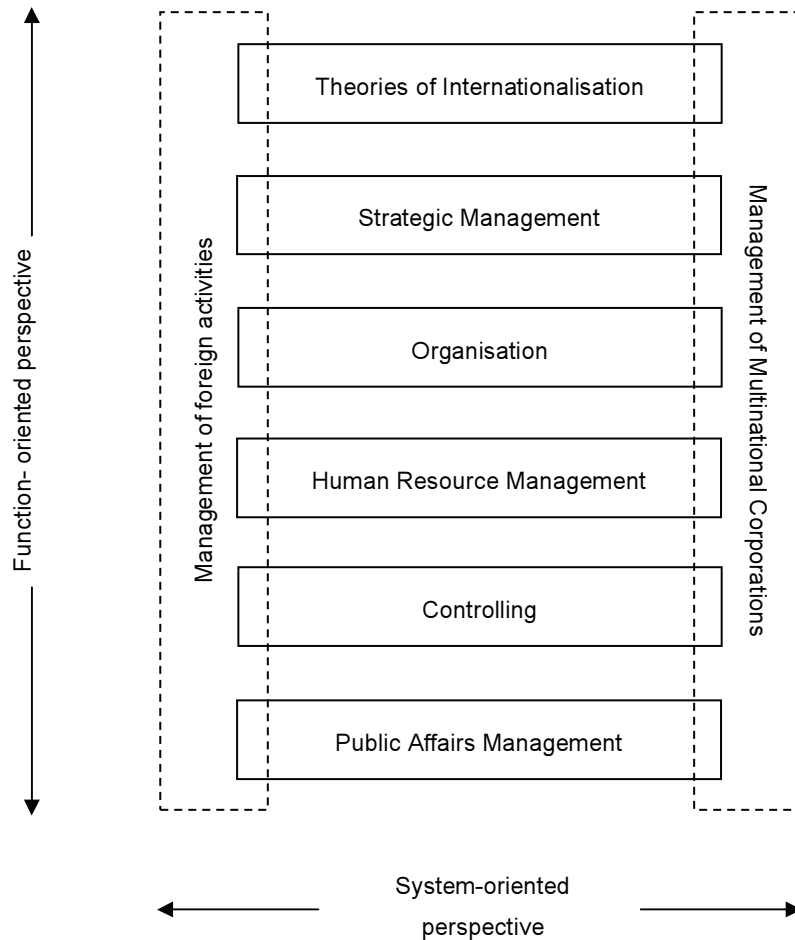 Theories of Internationalisation
Strategic Management
Organisation
Human Resource Management
Controlling
Public Affairs Management
Function- oriented perspective
Management of foreign activities
Management of Multinational Corporations
System-oriented
perspective